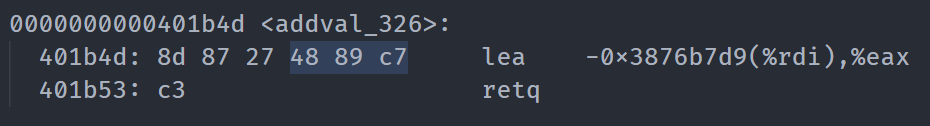 0000000000401b4d <addval_326>:
401b4d: 8d 87 27 48 89 c7 lea -0x3876b7d9(%rdi),%eax
401b53: c3 retq